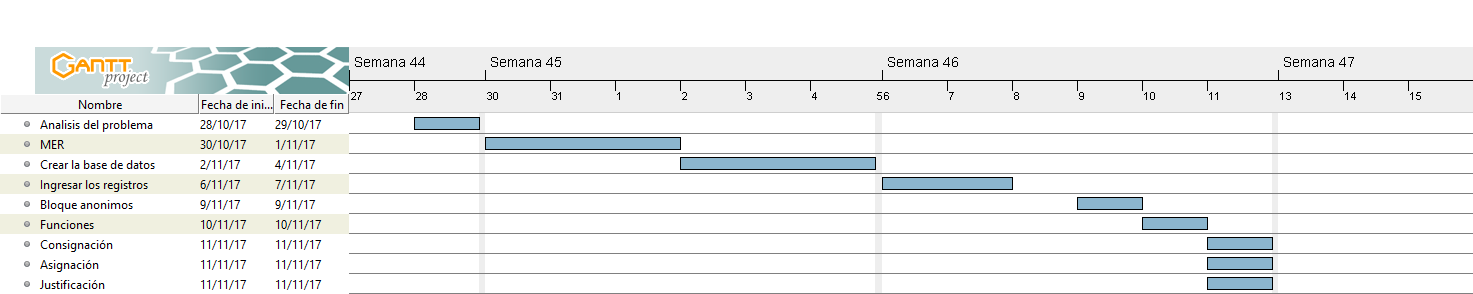 GANTT project
Semana 44 Semana 45 Semana 46 Semana 47
27 28 30 31 1 2 3 4 56 7 8 9 10 11 13 14 15
Nombre Fecha de ini... Fecha de fin
Analisis del problema 28/10/17 29/10/17
MER 30/10/17 1/11/17
Crear la base de datos 2/11/17 4/11/17
Ingresar los registros 6/11/17 7/11/17
Bloque anonimos 9/11/17 9/11/17
Funciones 10/11/17 10/11/17
Consignación 11/11/17 11/11/17
Asignación 11/11/17 11/11/17
Justificación 11/11/17 11/11/17